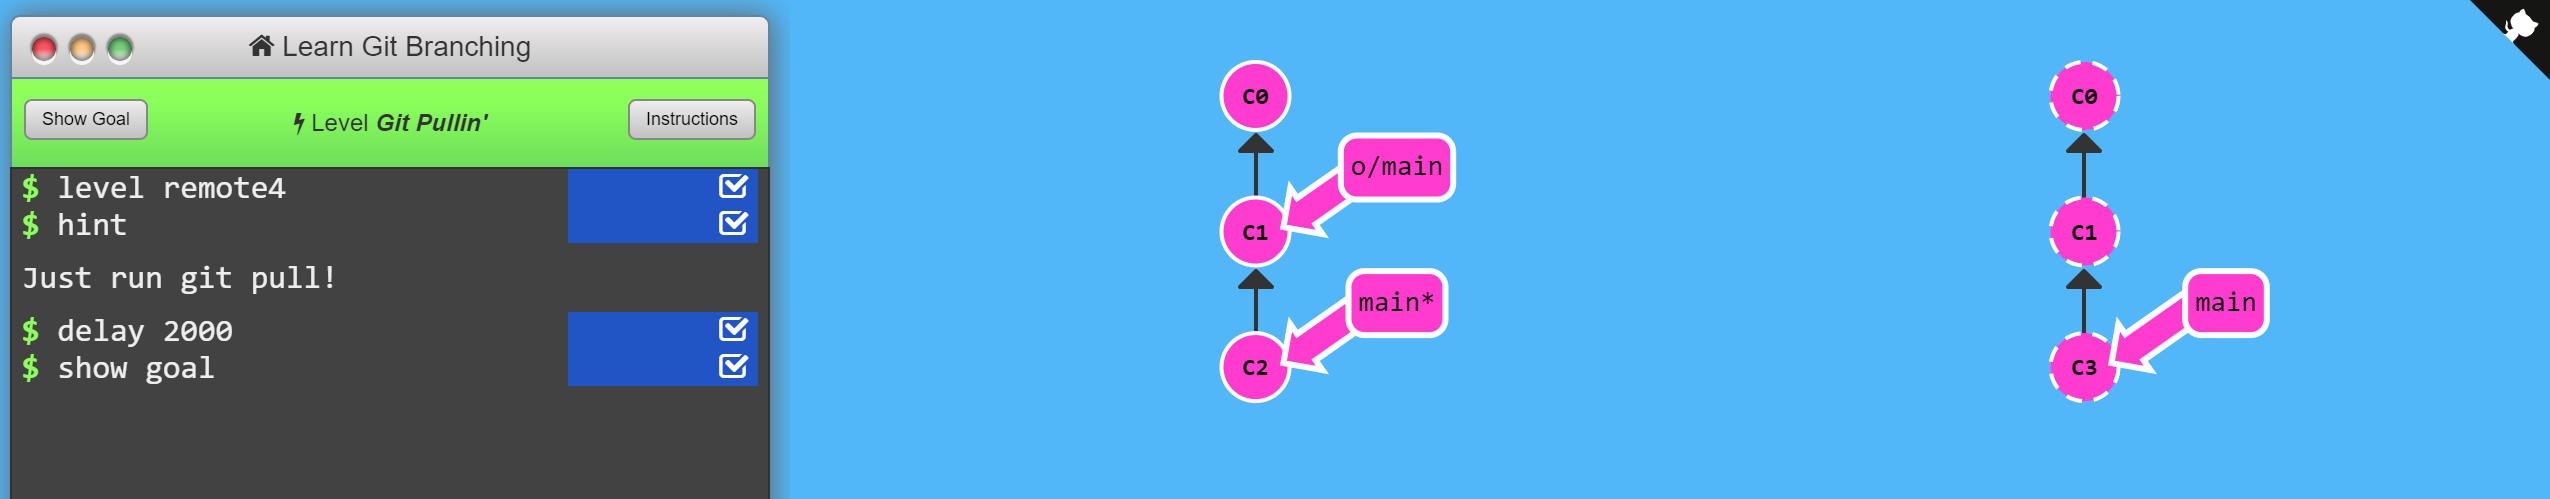 Learn Git Branching
Show Goal
Level Git Pullin'
Instructions
$ level remote4
$ hint
Just run git pull!
$ delay 2000
$ show goal
C0
o/main
C1
main*
C2
C0
C1
main
C3